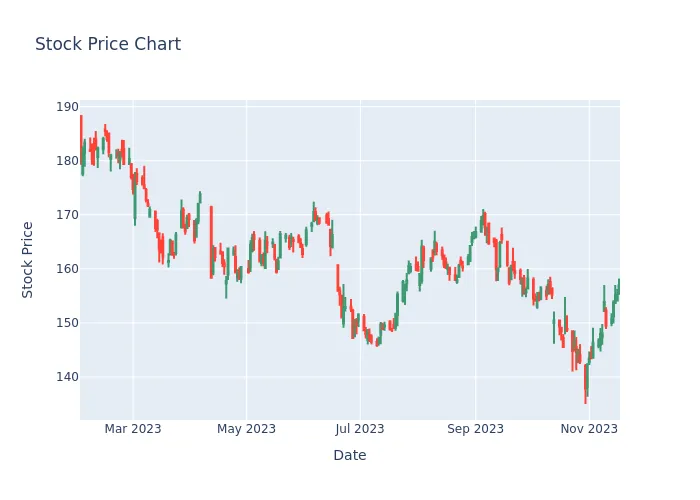 Stock Price Chart
190
180
170
160
150
140
Stock Price
Mar 2023
May 2023
Jul 2023
Sep 2023
Nov 2023
Date